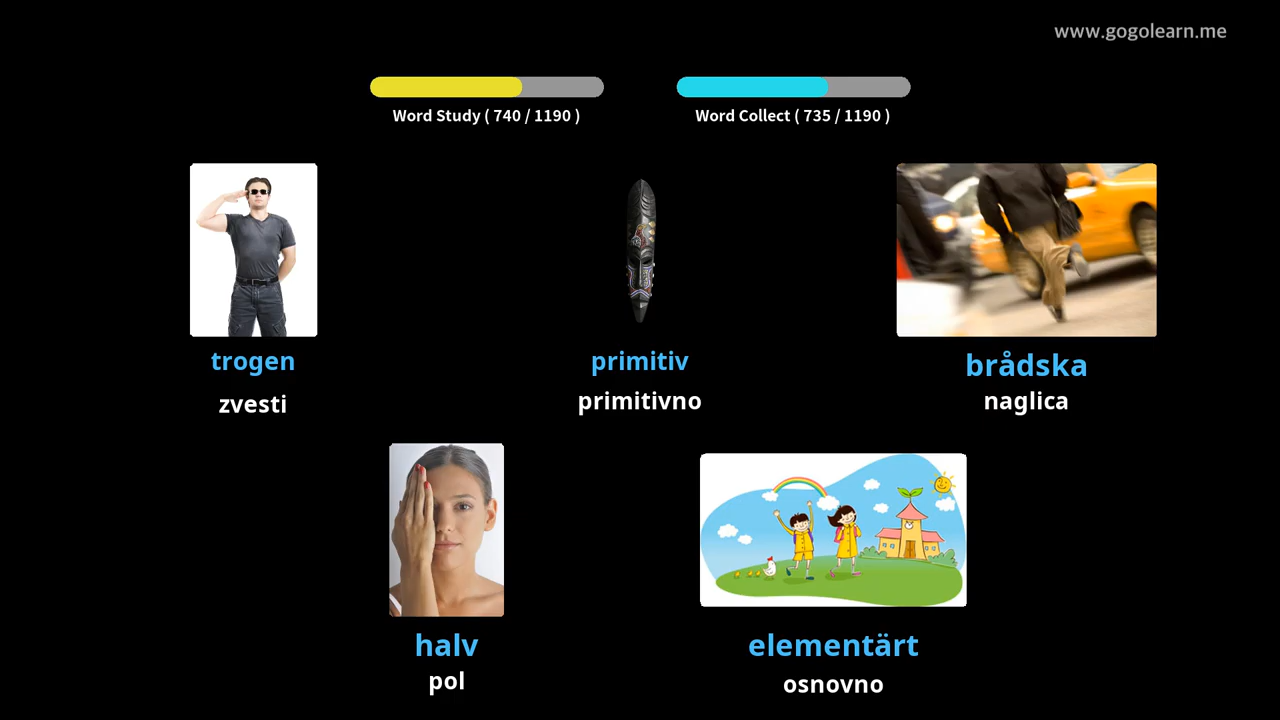 www.gogolearn.me
Word Study ( 740 / 1190 )
Word Collect ( 735 / 1190 )
trogen
zvesti
primitiv
primitivno
brådska
naglica
halv
pol
elementärt
osnovno